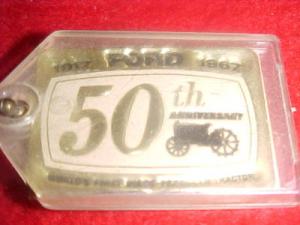 1917 FORD 1967
50th
ANNIVERSARY
WORLD'S FIRST MASS TRACTOR